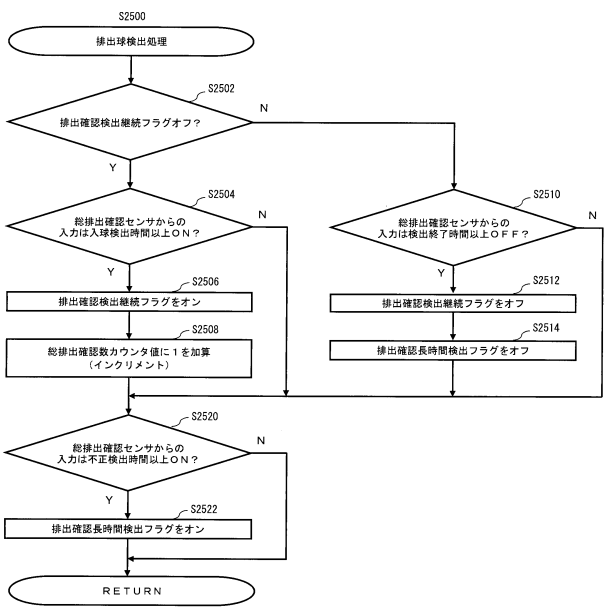 S2500
排出球検出処理
S2502
排出確認検出継続フラグオフ？
N
Y
S2504
総排出確認センサからの
入力は入球検出時間以上ＯＮ？
N
Y
S2510
総排出確認センサからの
入力は検出終了時間以上ＯＦＦ？
N
Y
S2506
排出確認検出継続フラグをオン
S2512
排出確認検出継続フラグをオフ
S2508
総排出確認数カウンタ値に１を加算
（インクリメント）
S2514
排出確認長時間検出フラグをオフ
S2520
総排出確認センサからの
入力は不正検出時間以上ＯＮ？
N
Y
S2522
排出確認長時間検出フラグをオン
ＲＥＴＵＲＮ